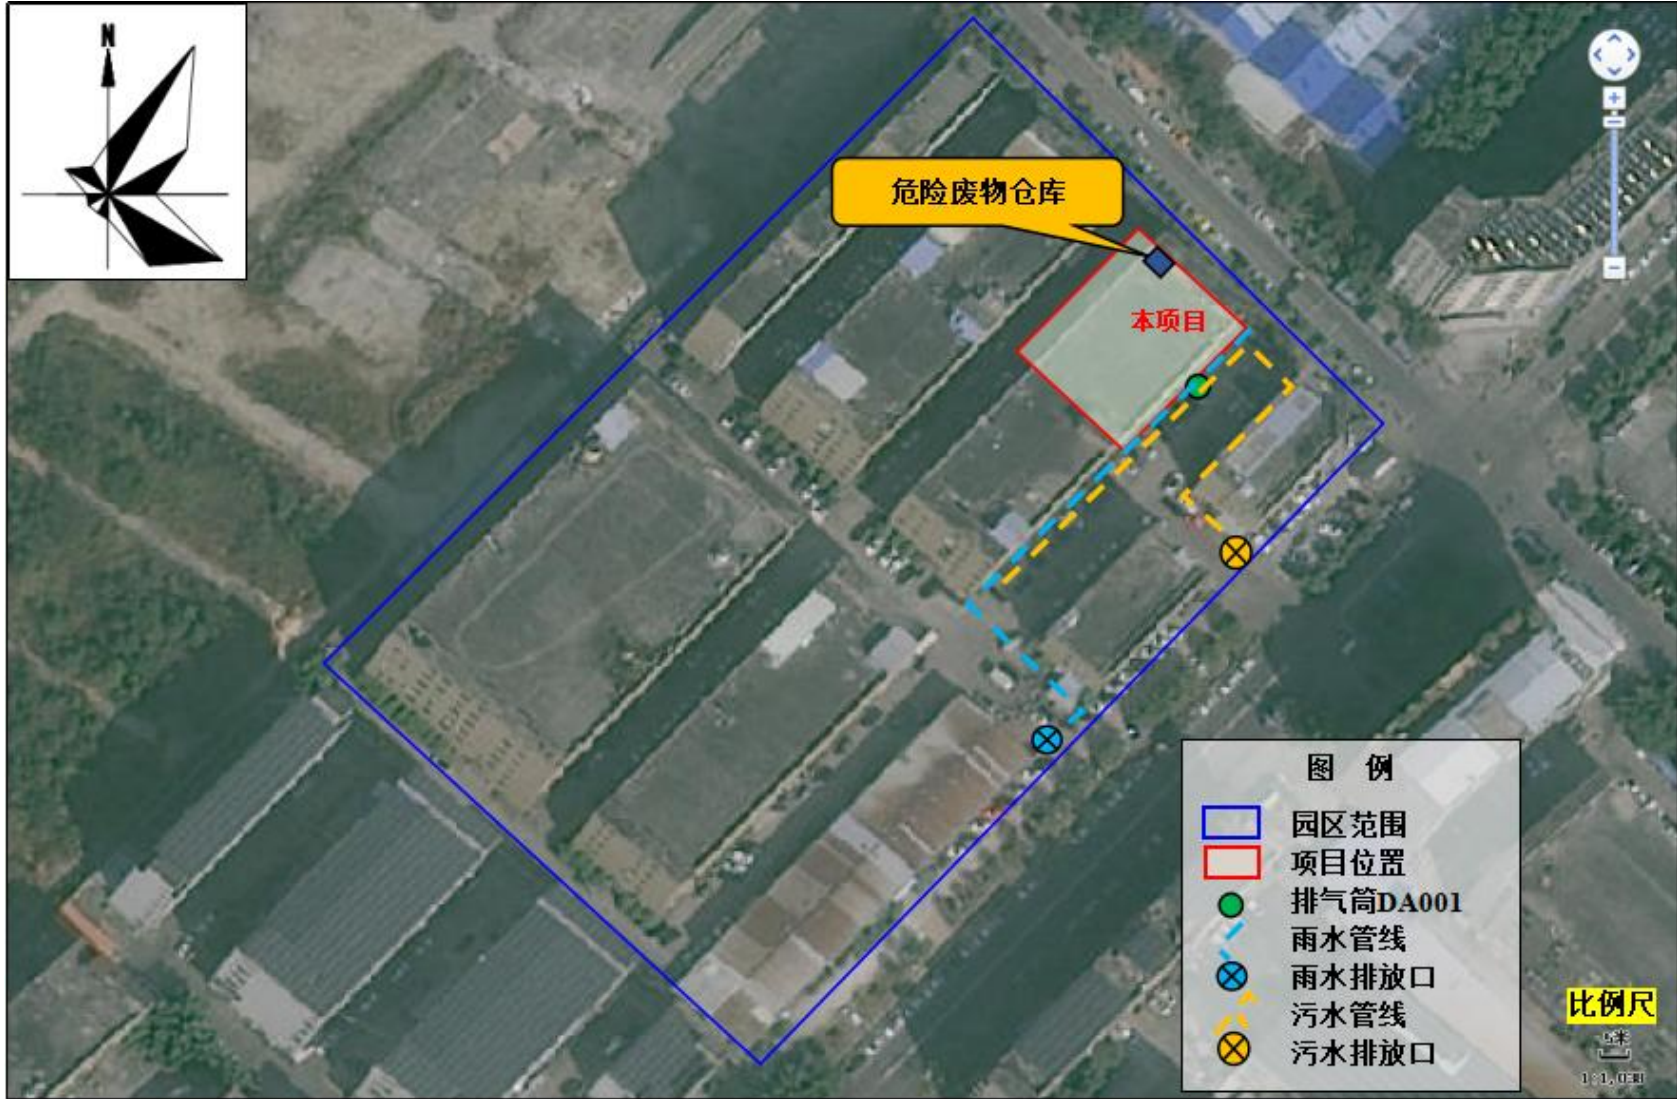 N
危险废物仓库
本项目
图 例
园区范围
项目位置
排气筒DA001
雨水管线
雨水排放口
污水管线
污水排放口
比例尺
5米